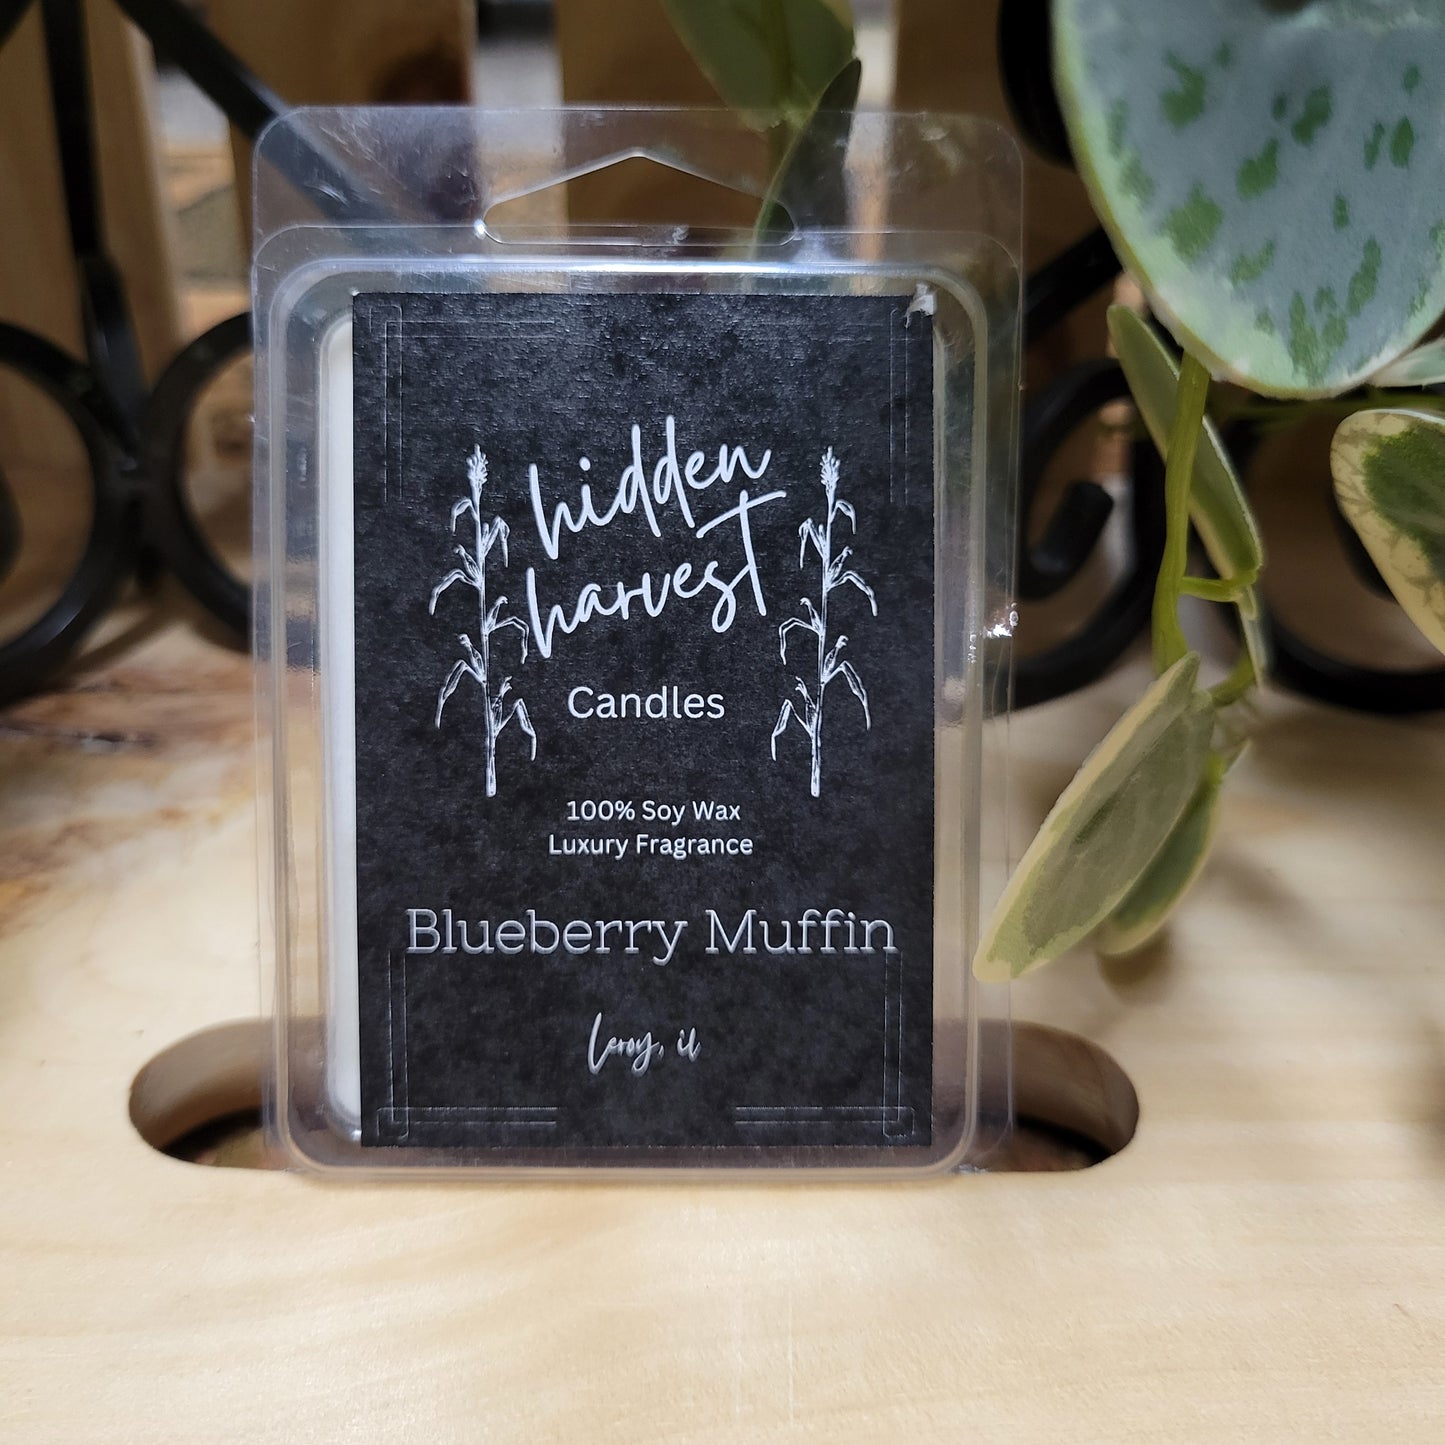 hidden
harvest
Candles
100% Soy Wax
Luxury Fragrance
Blueberry Muffin
Leroy, il